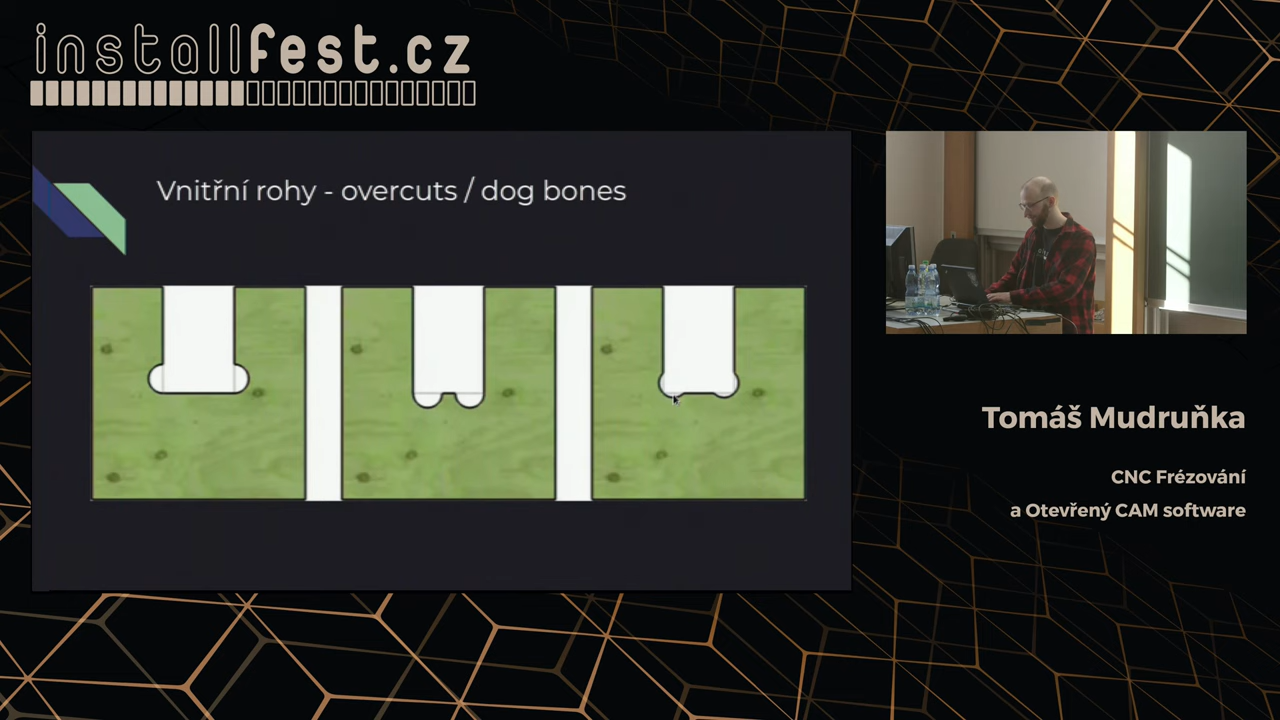 installfest.cz
Vnitřní rohy - overcuts / dog bones
Tomáš Mudruňka
CNC Frézování
a Otevřený CAM software